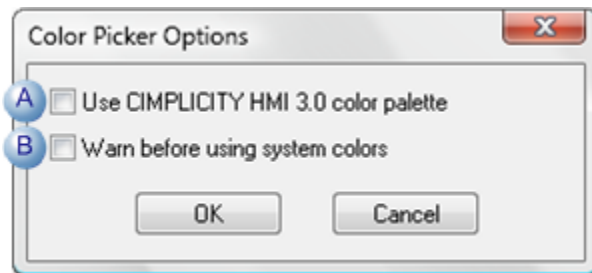 Color Picker Options
A Use CIMPLICITY HMI 3.0 color palette
B Warn before using system colors
OK Cancel